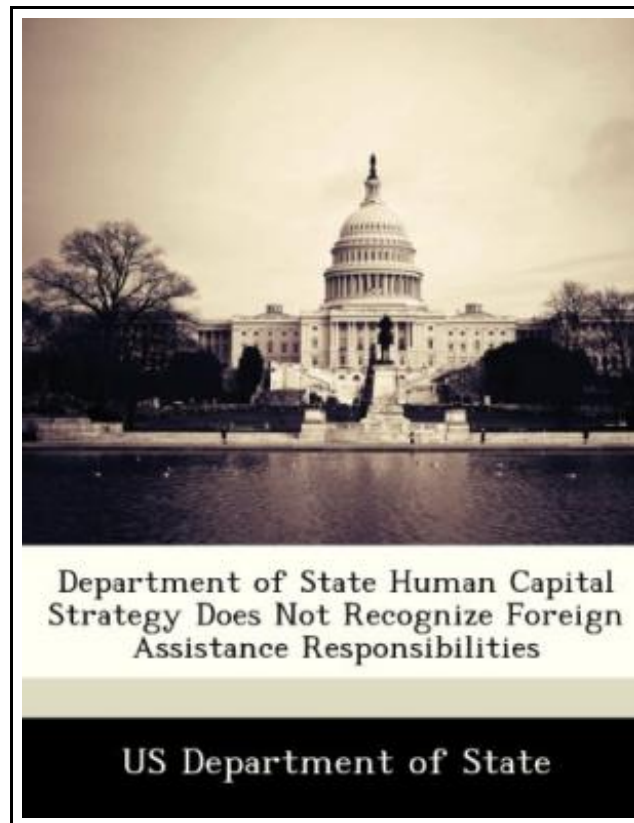 Department of State Human Capital
Strategy Does Not Recognize Foreign
Assistance Responsibilities
US Department of State